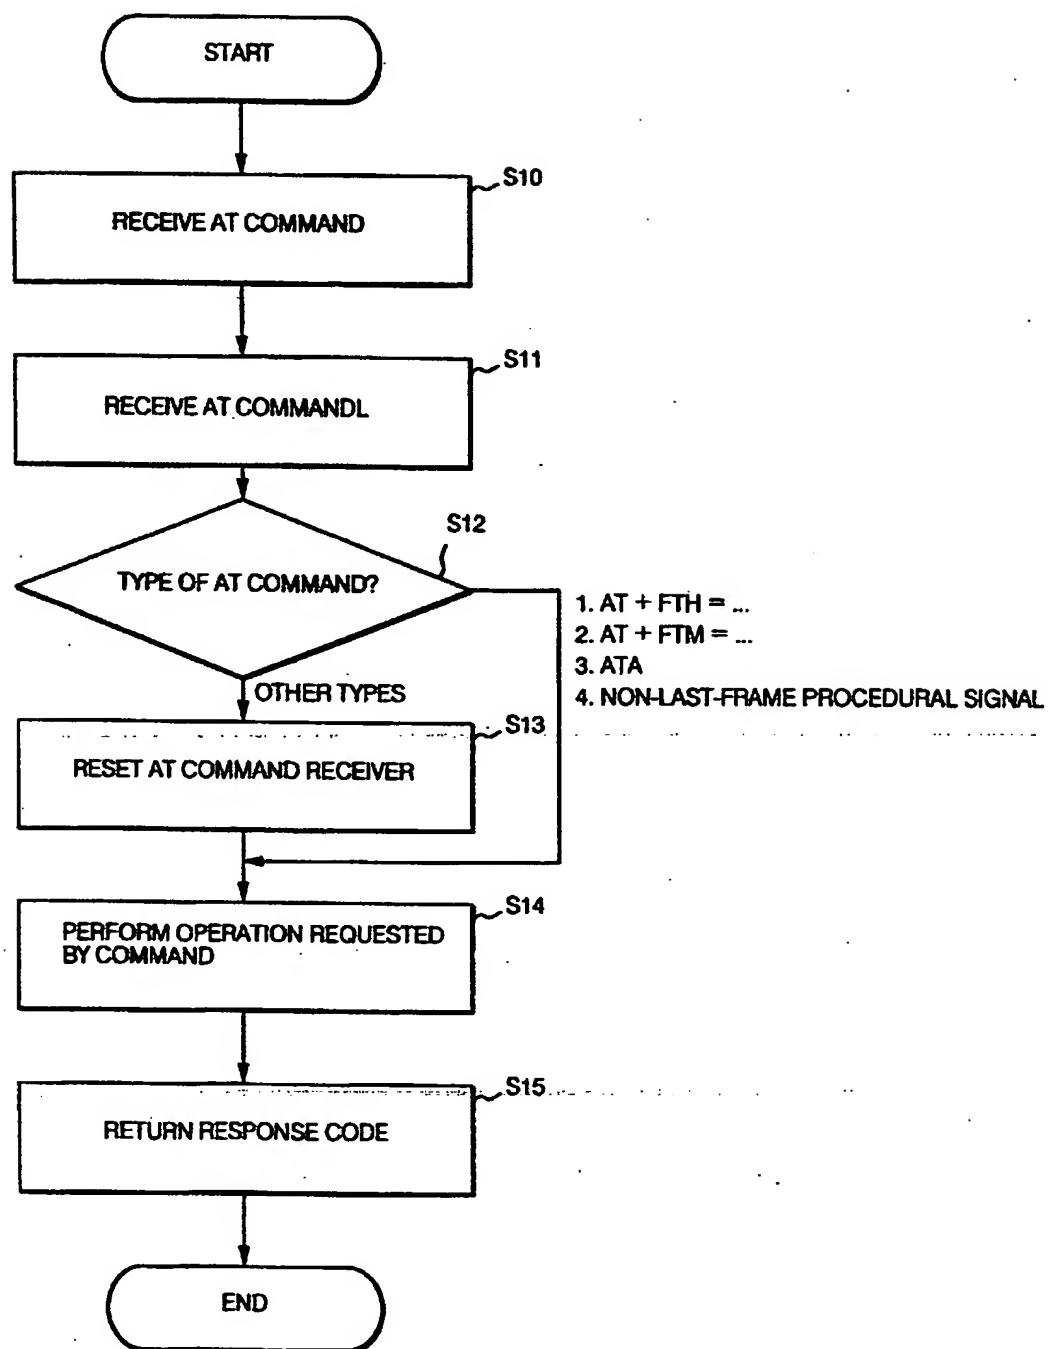 START
S10
RECEIVE AT COMMAND
S11
RECEIVE AT COMMANDL
S12
TYPE OF AT COMMAND?
1. AT + FTH = ...
2. AT + FTM = ...
3. ATA
4. NON-LAST-FRAME PROCEDURAL SIGNAL
OTHER TYPES
S13
RESET AT COMMAND RECEIVER
S14
PERFORM OPERATION REQUESTED
BY COMMAND
S15
RETURN RESPONSE CODE
END